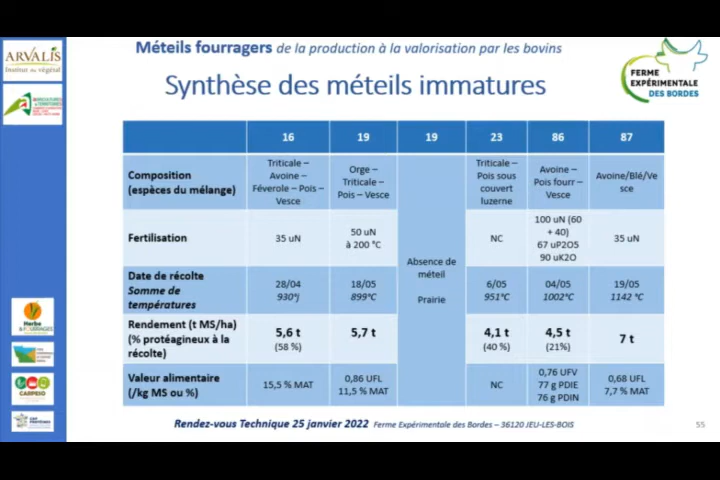 ARVALIS
Institut du végétal
Méteils fourragers de la production à la valorisation par les bovins
FERME
EXPÉRIMENTALE
DES BORDES
Synthèse des méteils immatures
16 19 19 23 86 87
Composition
(espèces du mélange)
Triticale –
Avoine –
Féverole – Pois –
Vesce
Orge –
Triticale –
Pois – Vesce
Triticale –
Pois sous
couvert
luzerne
Avoine –
Pois fourr –
Vesce
Avoine/Blé/Ve
sce
Fertilisation
35 uN
50 uN
à 200 °C
NC
100 uN (60
+ 40)
67 uP2O5
90 uK2O
35 uN
Absence de
méteil
Prairie
Date de récolte
Somme de
températures
28/04
930°j
18/05
899°C
6/05
951°C
04/05
1002°C
19/05
1142 °C
Rendement (t MS/ha)
(% protéagineux à la
récolte)
5,6 t
(58 %)
5,7 t
4,1 t
(40 %)
4,5 t
(21%)
7 t
Valeur alimentaire
(/kg MS ou %)
15,5 % MAT
0,86 UFL
11,5 % MAT
NC
0,76 UFV
77 g PDIE
76 g PDIN
0,68 UFL
7,7 % MAT
Herbe
& FOURRAGES
CARPESO
Rendez-vous Technique 25 janvier 2022 Ferme Expérimentale des Bordes – 36120 JEU-LES-BOIS
55